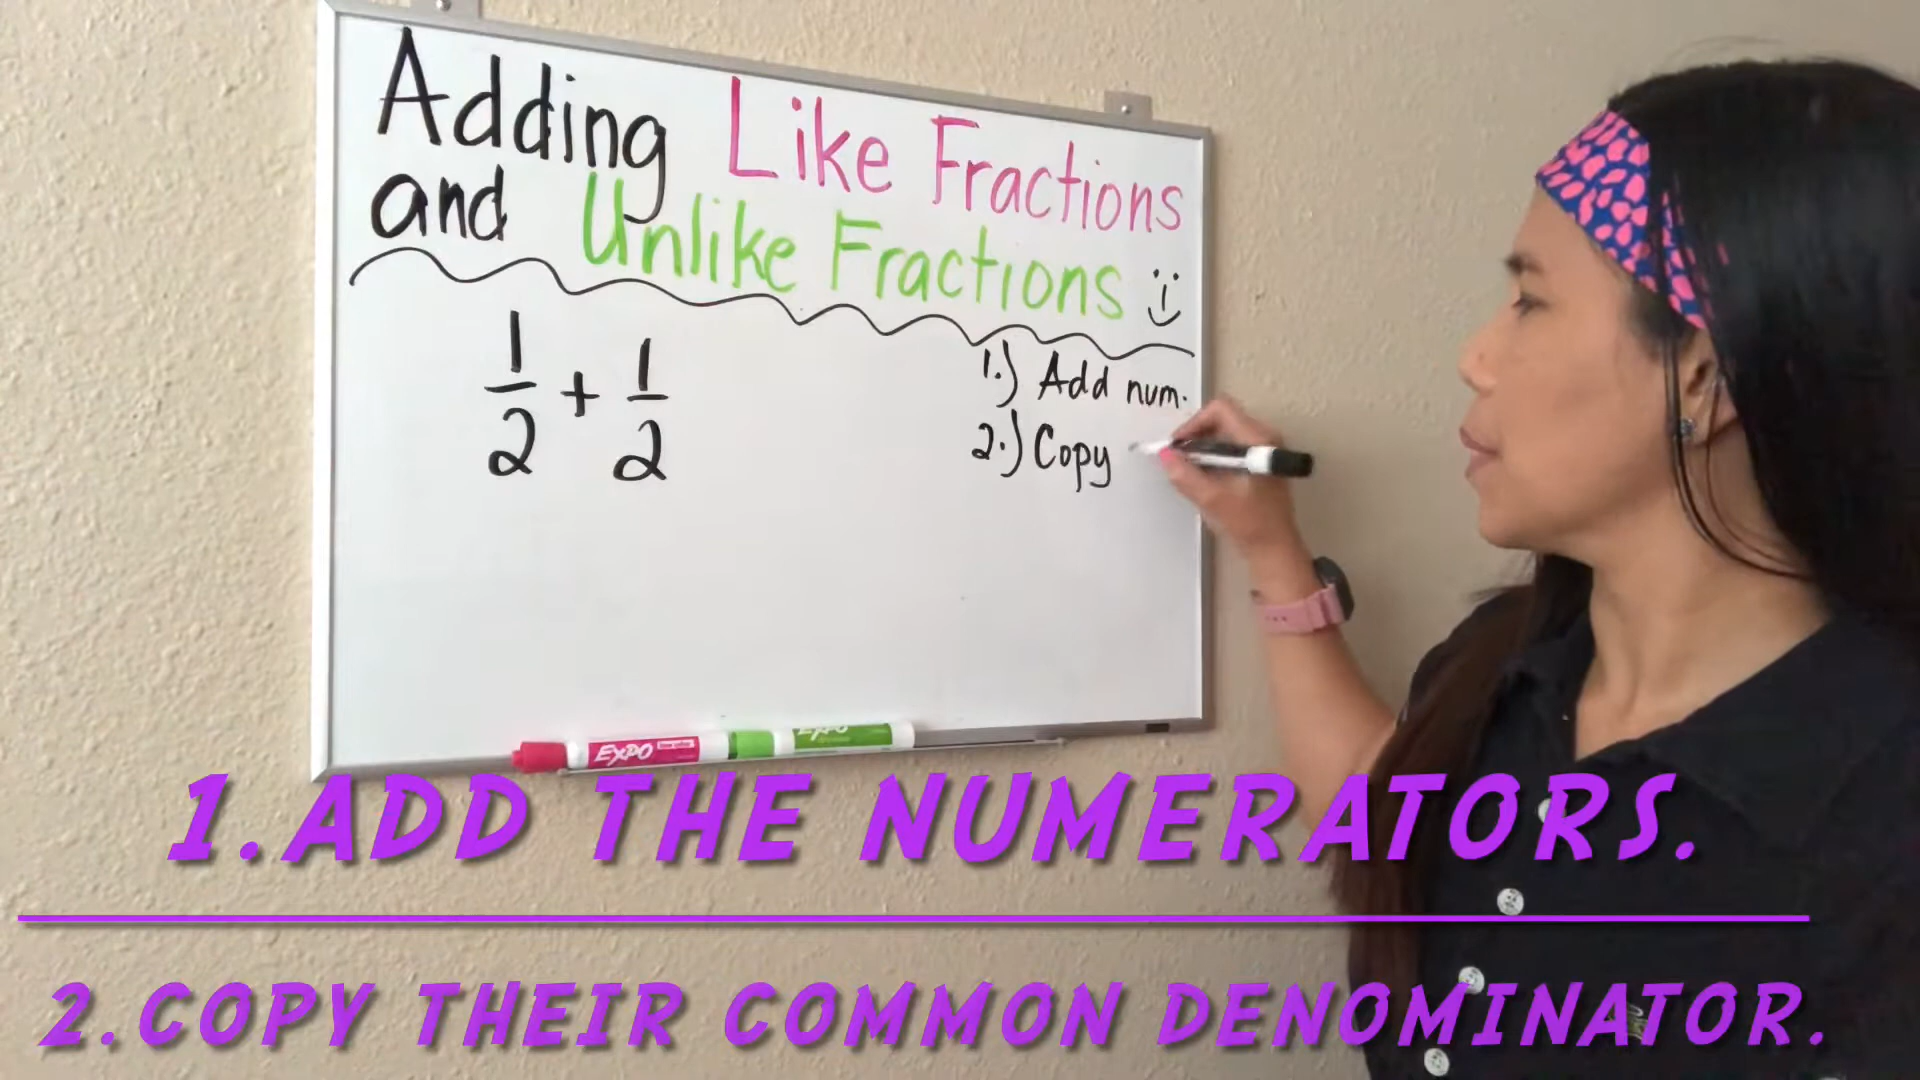 Adding Like Fractions
and Unlike Fractions
1/2 + 1/2
1.) Add num.
2.) Copy
EXPO
EXPO
1. ADD THE NUMERATORS.
2. COPY THEIR COMMON DENOMINATOR.